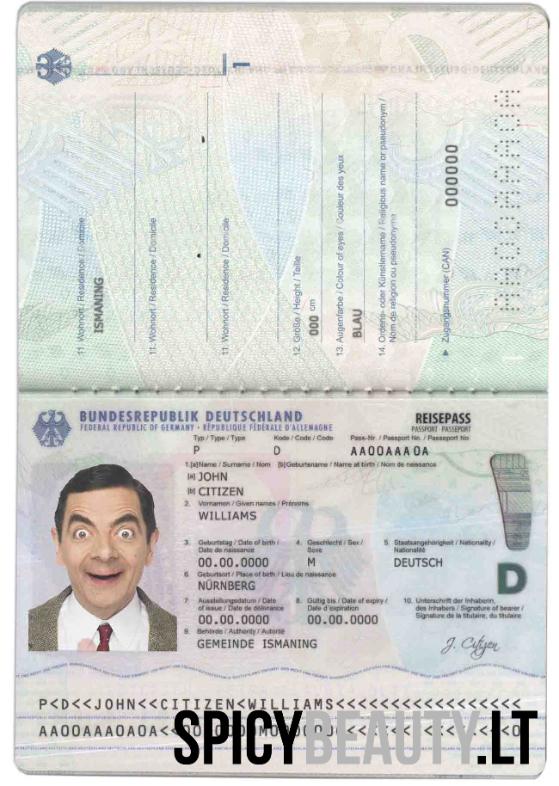 11. Wohnort / Residence / Domicile
ISMANING
11. Wohnort / Residence / Domicile
11. Wohnort / Residence / Domicile
12. Größe / Height / Taille
000 cm
13. Augenfarbe / Colour of eyes / Couleur des yeux
BLAU
14. Ordens- oder Künstlername / Religious name or pseudonym /
Nom de religion ou pseudonyme
▶ Zugangsnummer (CAN) 000000
1
BUNDESREPUBLIK DEUTSCHLAND
FEDERAL REPUBLIC OF GERMANY · RÉPUBLIQUE FÉDÉRALE D'ALLEMAGNE
REISEPASS
PASSPORT PASSEPORT
Typ / Type / Type Kode / Code / Code Pass-Nr. / Passport No. / Passeport No
P D AA00AAA0A
1.[a]Name / Surname / Nom [b]Geburtsname / Name at birth / Nom de naissance
[a] JOHN
[b] CITIZEN
2. Vornamen / Given names / Prénoms
WILLIAMS
3. Geburtstag / Date of birth /
Date de naissance
4. Geschlecht / Sex /
Sexe
5. Staatsangehörigkeit / Nationality /
Nationalité
00.00.0000 M DEUTSCH
6. Geburtsort / Place of birth / Lieu de naissance
NÜRNBERG
D
7. Ausstellungsdatum / Date
of issue / Date de délivrance
8. Gültig bis / Date of expiry /
Date d'expiration
10. Unterschrift der Inhaberin,
des Inhabers / Signature of bearer /
Signature de la titulaire, du titulaire
00.00.0000 00.00.0000
9. Behörde / Authority / Autorité
GEMEINDE ISMANING
J. Citizen
P<D<<JOHN<<CITIZEN<WILLIAMS<<<<<<<<<<<<<<<<<
SPICYBEAUTY.LT